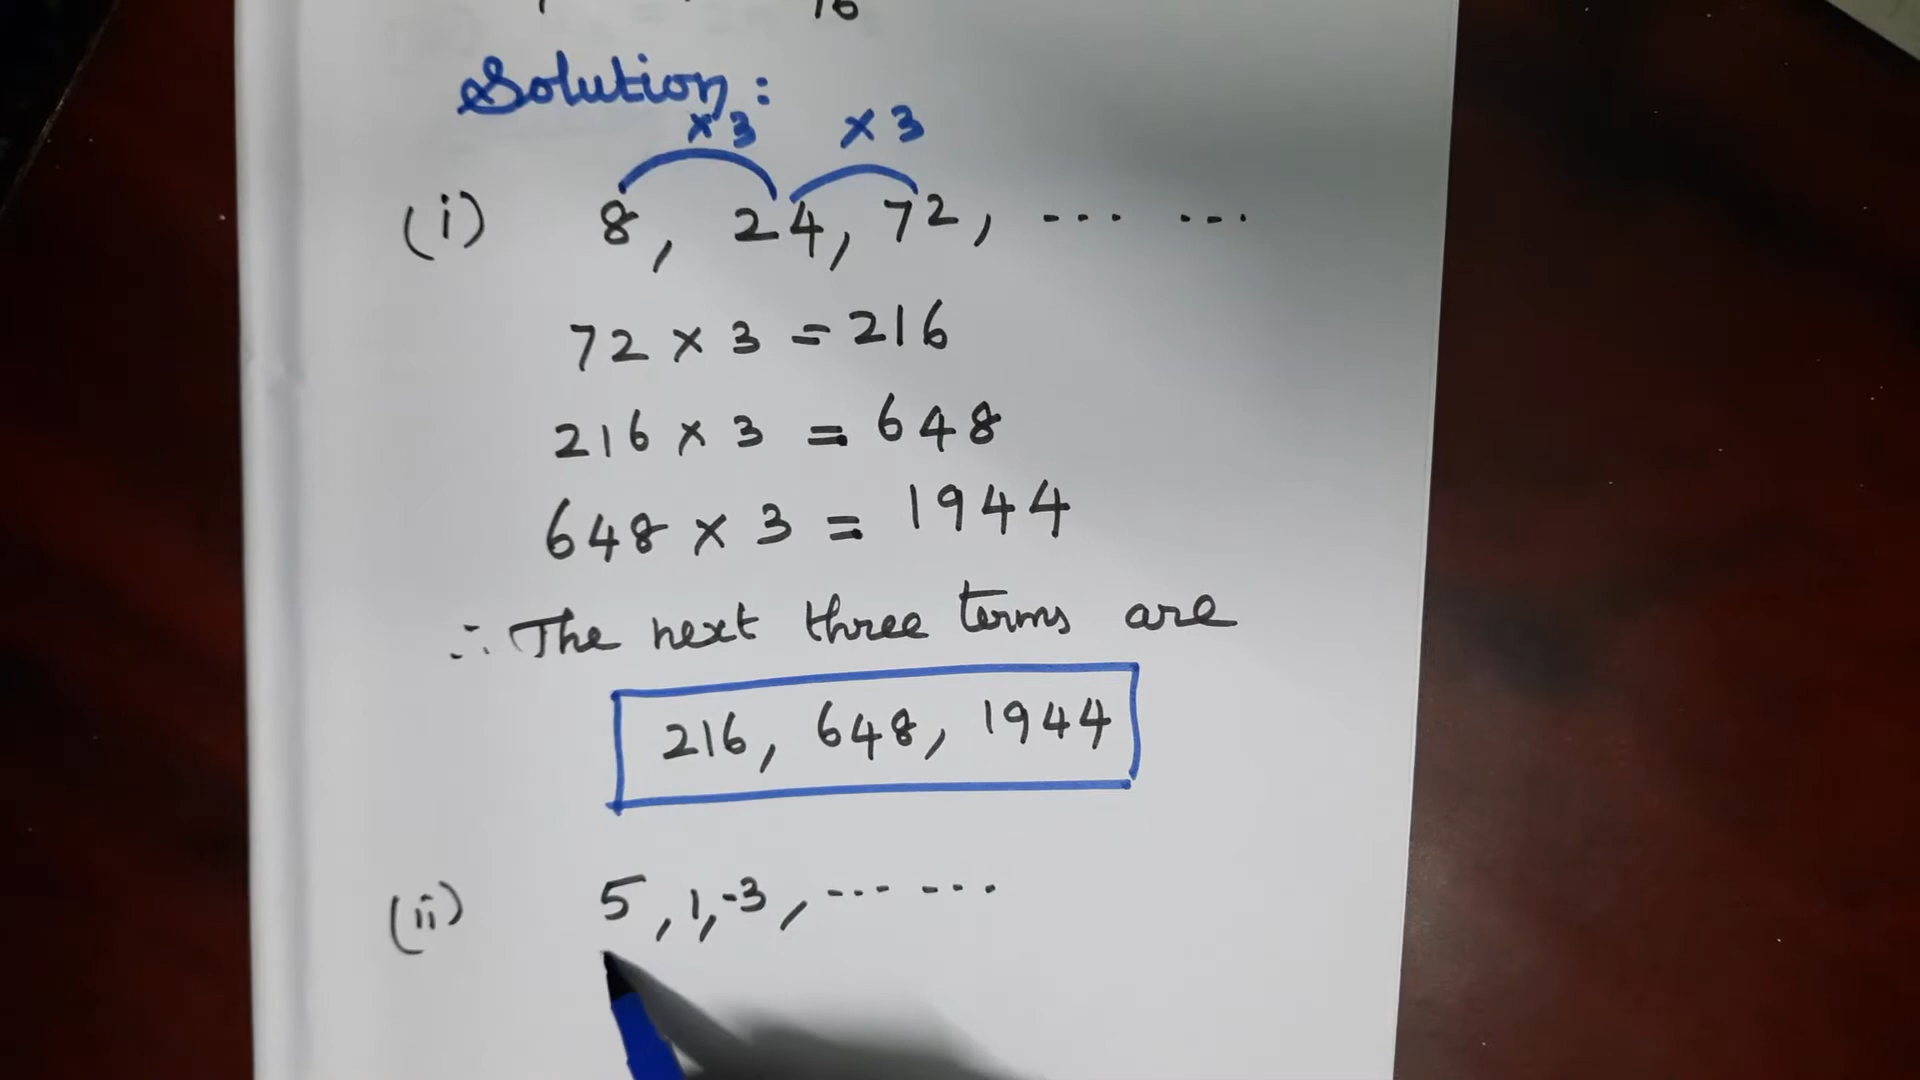 16
Solution:
×3 ×3
(i) 8, 24, 72, ... ...
72 × 3 = 216
216 × 3 = 648
648 × 3 = 1944
∴ The next three terms are
216, 648, 1944
(ii) 5, 1, -3, ... ...